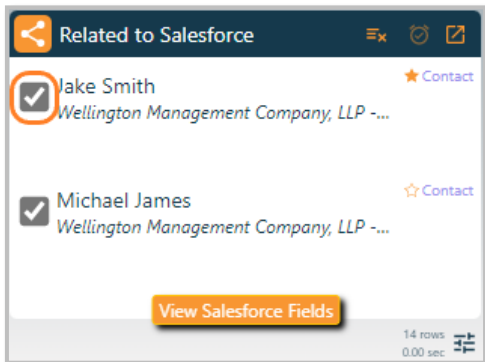 Related to Salesforce
Jake Smith
Contact
Wellington Management Company, LLP -...
Michael James
Contact
Wellington Management Company, LLP -...
View Salesforce Fields
14 rows
0.00 sec